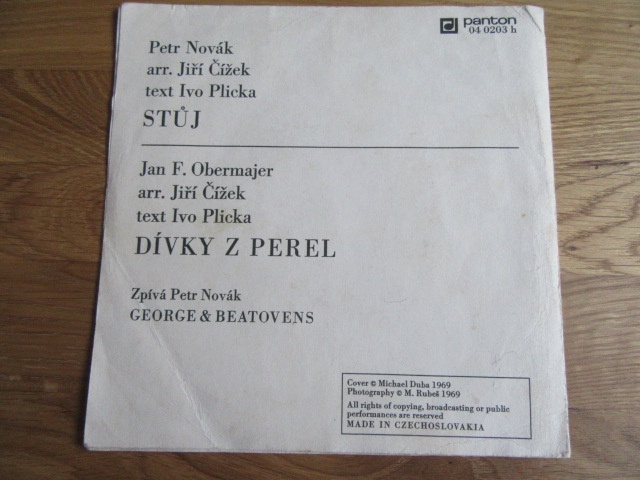 panton
04 0203 h
Petr Novák
arr. Jiří Čížek
text Ivo Plicka
STŮJ
Jan F. Obermajer
arr. Jiří Čížek
text Ivo Plicka
DÍVKY Z PEREL
Zpívá Petr Novák
GEORGE & BEATOVENS
Cover © Michael Duba 1969
Photography © M. Rubeš 1969
All rights of copying, broadcasting or public
performances are reserved
MADE IN CZECHOSLOVAKIA